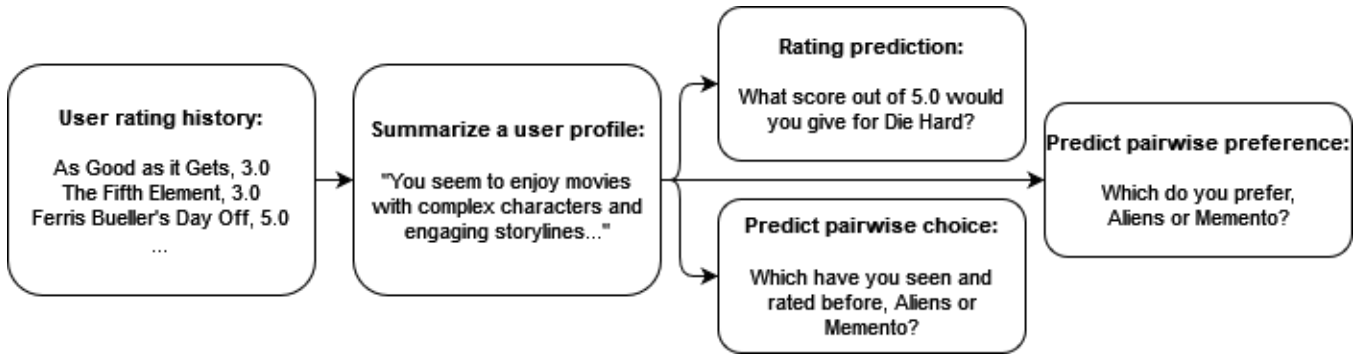 User rating history:
As Good as it Gets, 3.0
The Fifth Element, 3.0
Ferris Bueller's Day Off, 5.0
...
Summarize a user profile:
"You seem to enjoy movies
with complex characters and
engaging storylines..."
Rating prediction:
What score out of 5.0 would
you give for Die Hard?
Predict pairwise choice:
Which have you seen and
rated before, Aliens or
Memento?
Predict pairwise preference:
Which do you prefer,
Aliens or Memento?